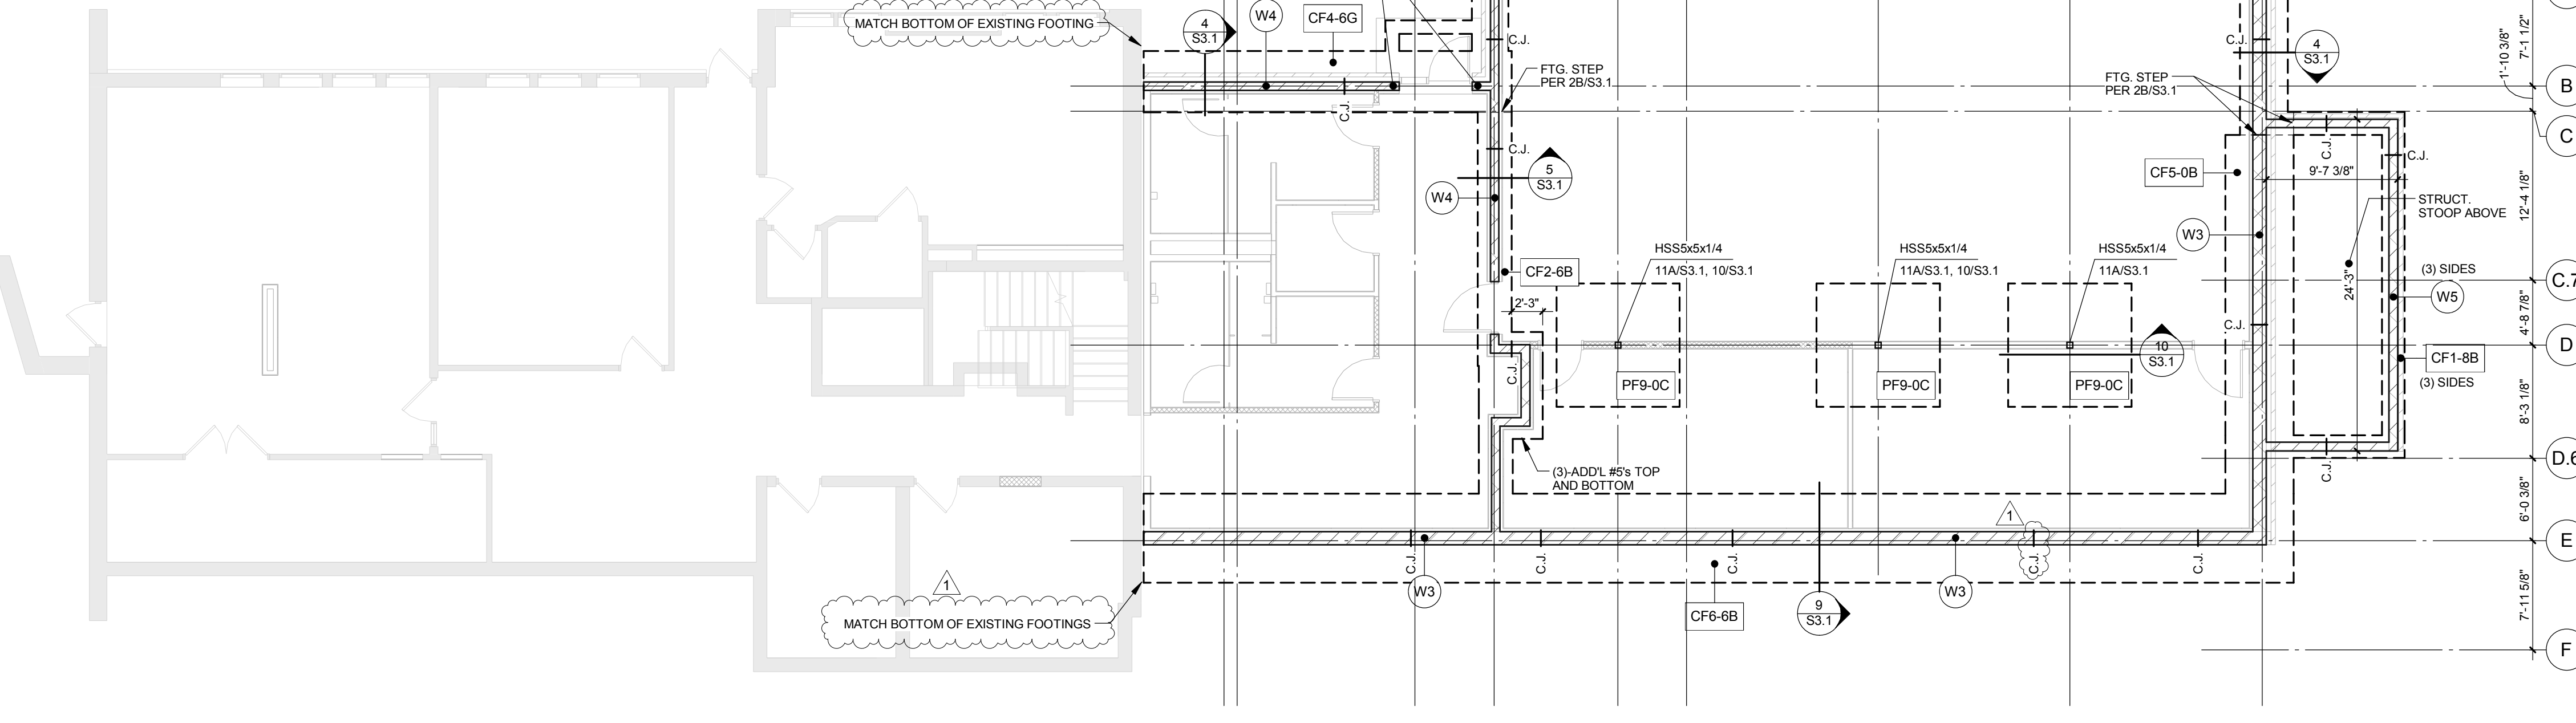 MATCH BOTTOM OF EXISTING FOOTING
4
S3.1
W4
CF4-6G
C.J.
C.J.
FTG. STEP
PER 2B/S3.1
C.J.
4
S3.1
FTG. STEP
PER 2B/S3.1
1'-10 3/8"
7'-1 1/2"
B
C
C.J.
5
S3.1
W4
CF5-0B
C.J.
C.J.
9'-7 3/8"
STRUCT.
STOOP ABOVE
12'-4 1/8"
W3
HSS5x5x1/4
11A/S3.1, 10/S3.1
HSS5x5x1/4
11A/S3.1, 10/S3.1
HSS5x5x1/4
11A/S3.1
CF2-6B
2'-3"
24'-3"
(3) SIDES
W5
C.7
4'-8 7/8"
C.J.
10
S3.1
D
CF1-8B
(3) SIDES
C.J.
PF9-0C
PF9-0C
PF9-0C
8'-3 1/8"
(3)-ADD'L #5's TOP
AND BOTTOM
C.J.
D.6
6'-0 3/8"
1
E
C.J.
C.J.
C.J.
C.J.
C.J.
W3
W3
1
MATCH BOTTOM OF EXISTING FOOTINGS
CF6-6B
9
S3.1
7'-11 5/8"
F